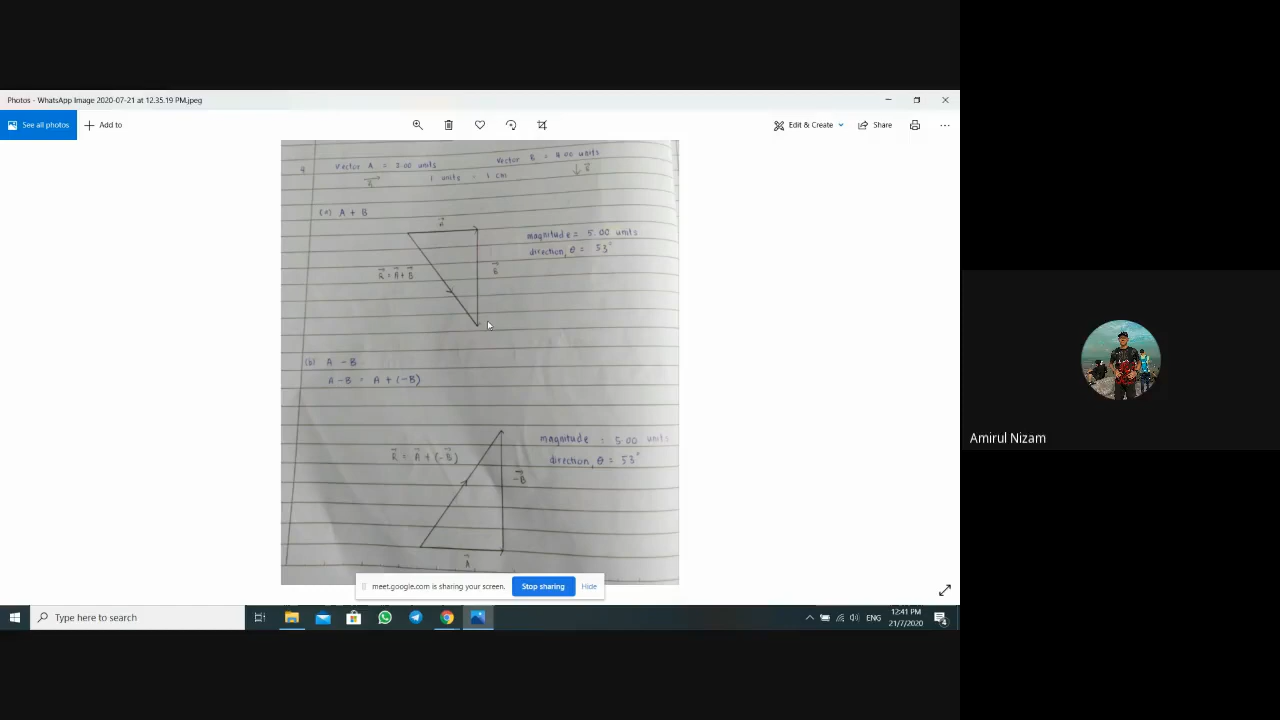 Photos - WhatsApp Image 2020-07-21 at 12.35.19 PM.jpeg
See all photos
Add to
Edit & Create
Share
vector A = 3.00 units
vector B = 4.00 units
A
1 units = 1 cm
B
(a) A + B
A
magnitude = 5.00 units
direction, θ = 53°
R = A + B
B
(b) A - B
A - B = A + (-B)
magnitude = 5.00 units
R = A + (-B)
direction, θ = 53°
-B
A
meet.google.com is sharing your screen.
Stop sharing
Hide
Type here to search
ENG
12:41 PM
21/7/2020
4
Amirul Nizam